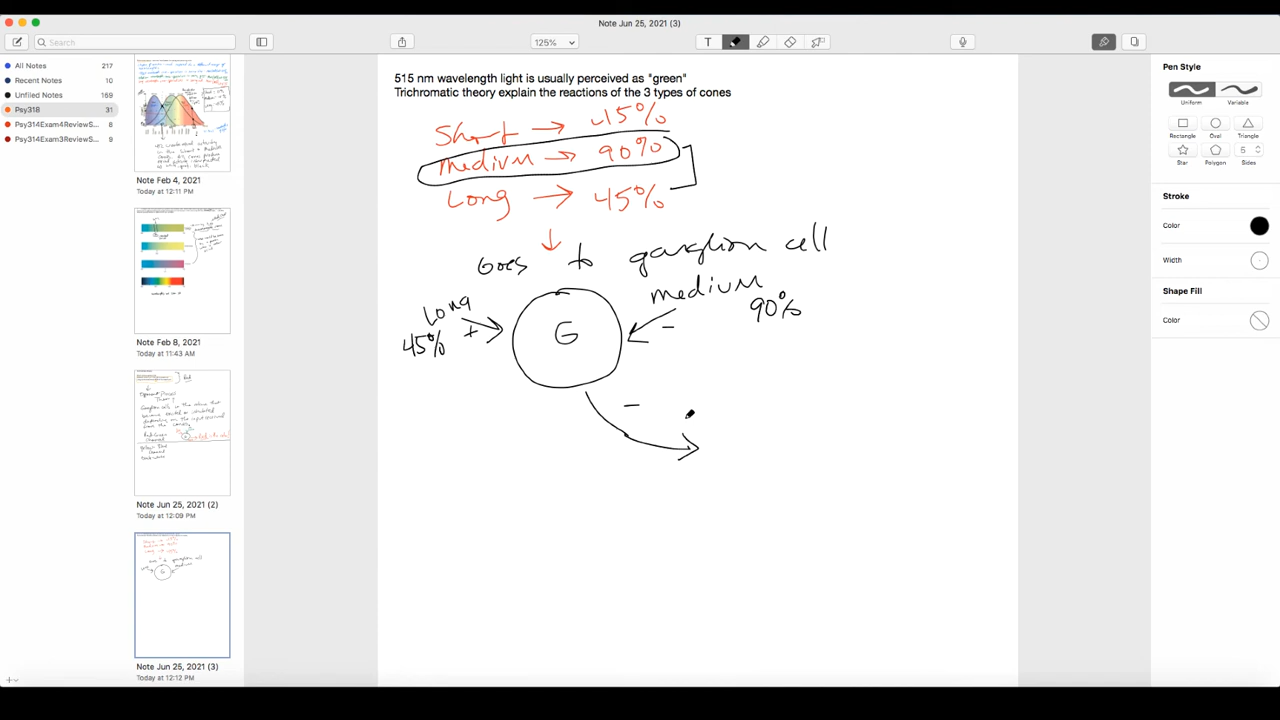 Note Jun 25, 2021 (3)
Search
125%
T
All Notes 217
Recent Notes 10
Unfiled Notes 169
Psy318 31
Psy314Exam4ReviewS... 8
Psy314Exam3ReviewS... 9
Note Feb 4, 2021
Today at 12:11 PM
Note Feb 8, 2021
Today at 11:43 AM
Note Jun 25, 2021 (2)
Today at 12:09 PM
Note Jun 25, 2021 (3)
Today at 12:12 PM
515 nm wavelength light is usually perceived as "green"
Trichromatic theory explain the reactions of the 3 types of cones
Short → 45%
medium → 90%
Long → 45%
↓
Goes to ganglion cell
Long
45%
+
G
medium
90%
−
−
Pen Style
Uniform Variable
Rectangle Oval Triangle
Star Polygon 5 Sides
Stroke
Color
Width
Shape Fill
Color